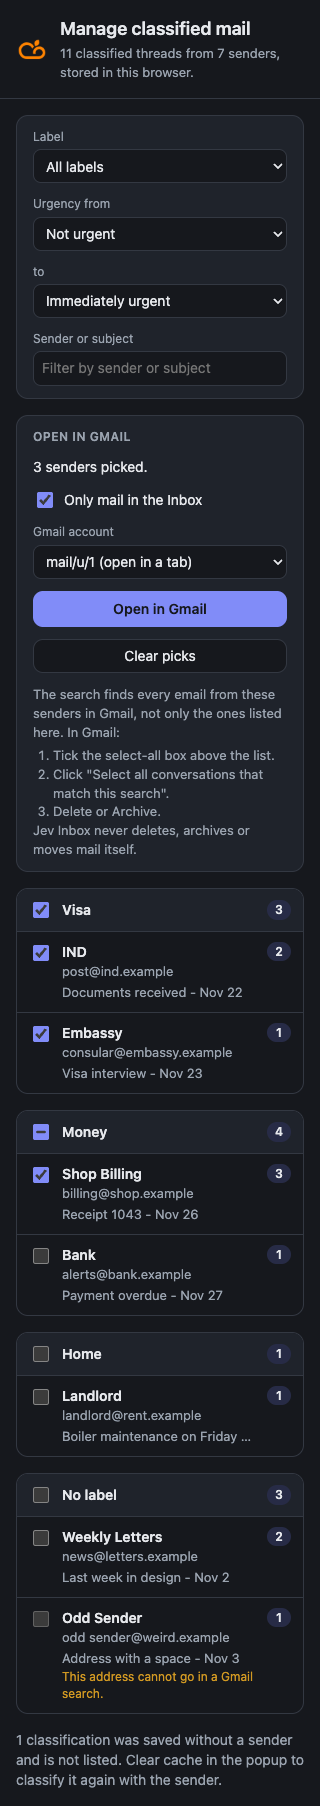 Manage classified mail
11 classified threads from 7 senders,
stored in this browser.
Label
All labels
Urgency from
Not urgent
to
Immediately urgent
Sender or subject
Filter by sender or subject
OPEN IN GMAIL
3 senders picked.
Only mail in the Inbox
Gmail account
mail/u/1 (open in a tab)
Open in Gmail
Clear picks
The search finds every email from these
senders in Gmail, not only the ones listed
here. In Gmail:
1. Tick the select-all box above the list.
2. Click "Select all conversations that
match this search".
3. Delete or Archive.
Jev Inbox never deletes, archives or
moves mail itself.
Visa 3
IND 2
post@ind.example
Documents received - Nov 22
Embassy 1
consular@embassy.example
Visa interview - Nov 23
Money 4
Shop Billing 3
billing@shop.example
Receipt 1043 - Nov 26
Bank 1
alerts@bank.example
Payment overdue - Nov 27
Home 1
Landlord 1
landlord@rent.example
Boiler maintenance on Friday ...
No label 3
Weekly Letters 2
news@letters.example
Last week in design - Nov 2
Odd Sender 1
odd sender@weird.example
Address with a space - Nov 3
This address cannot go in a Gmail
search.
1 classification was saved without a sender
and is not listed. Clear cache in the popup to
classify it again with the sender.